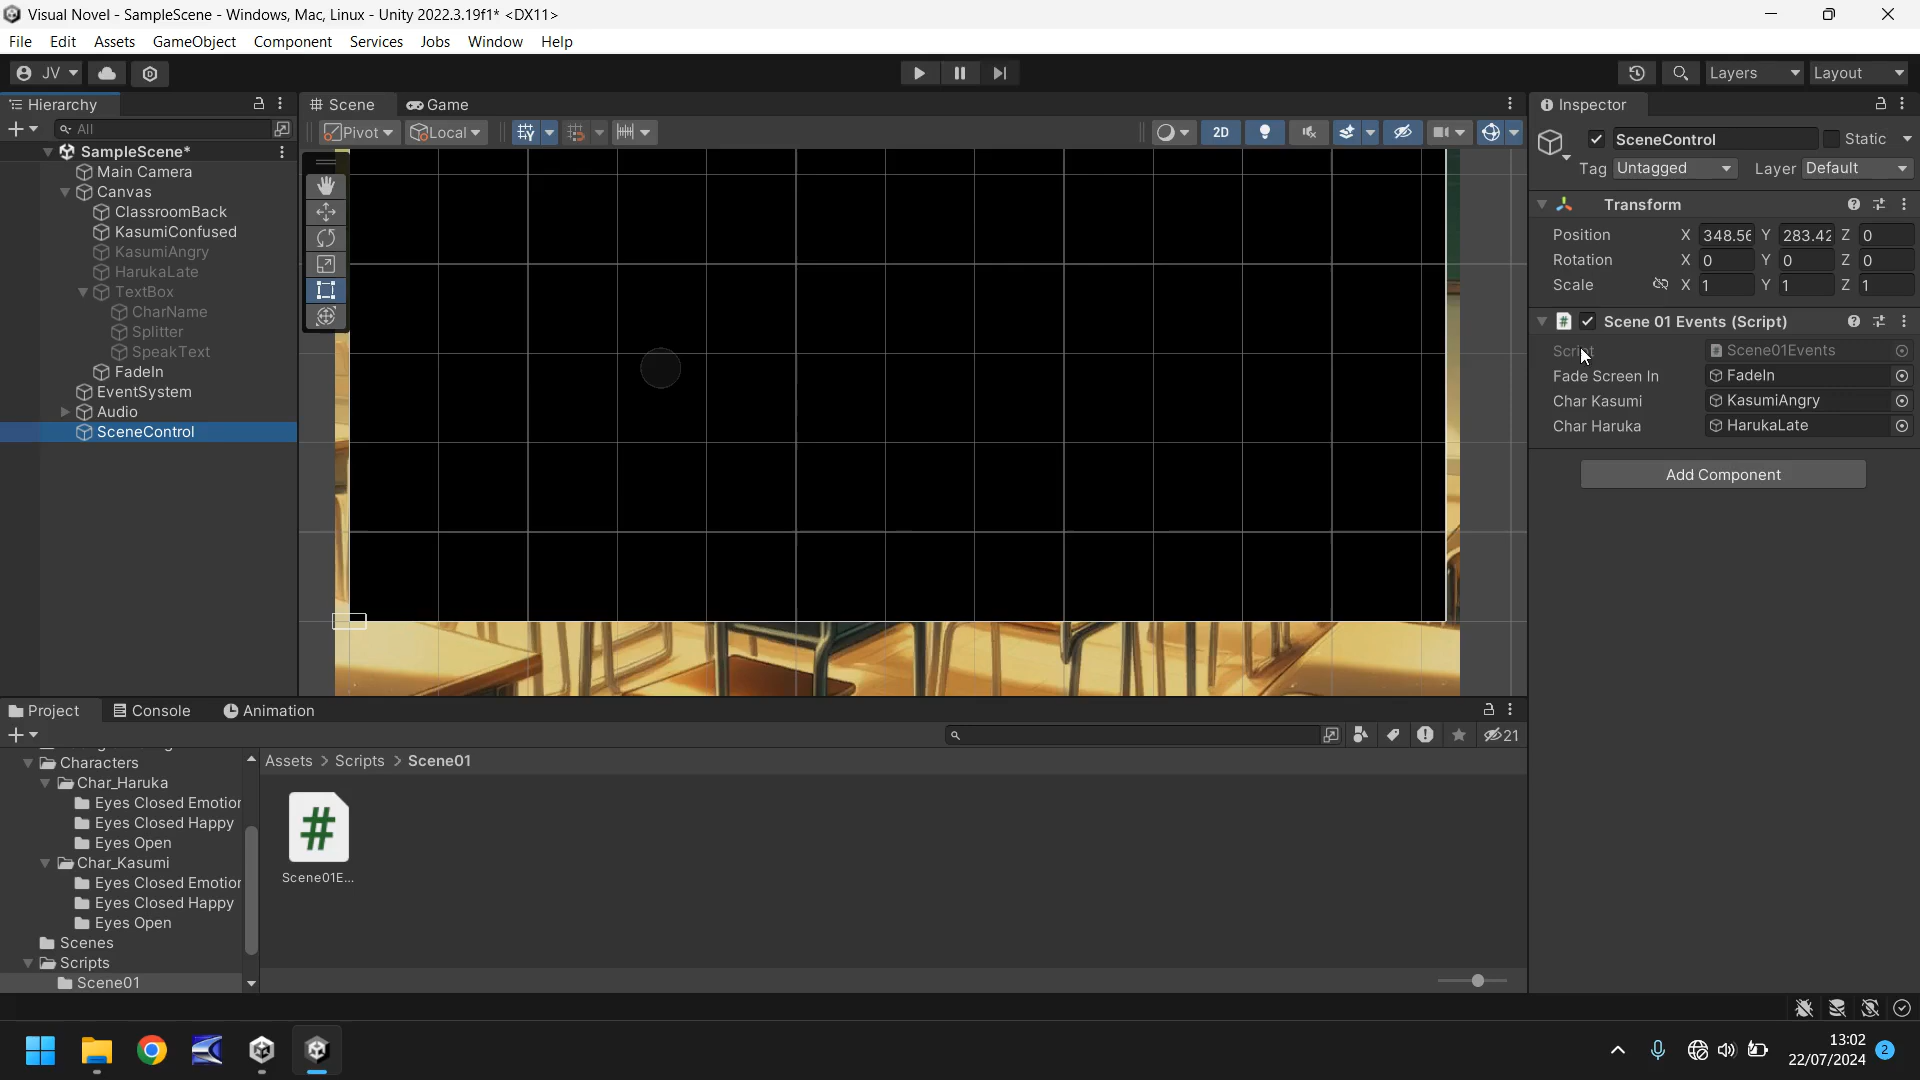 Visual Novel - SampleScene - Windows, Mac, Linux - Unity 2022.3.19f1* <DX11>
File Edit Assets GameObject Component Services Jobs Window Help
JV Layers Layout
Hierarchy
All
SampleScene*
Main Camera
Canvas
ClassroomBack
KasumiConfused
KasumiAngry
HarukaLate
TextBox
CharName
Splitter
SpeakText
FadeIn
EventSystem
Audio
SceneControl
Scene Game
Pivot Local 2D
Inspector
SceneControl Static
Tag Untagged Layer Default
Transform
Position X 348.56 Y 283.42 Z 0
Rotation X 0 Y 0 Z 0
Scale X 1 Y 1 Z 1
# Scene 01 Events (Script)
Script Scene01Events
Fade Screen In FadeIn
Char Kasumi KasumiAngry
Char Haruka HarukaLate
Add Component
Project Console Animation
21
Characters
Char_Haruka
Eyes Closed Emotion
Eyes Closed Happy
Eyes Open
Char_Kasumi
Eyes Closed Emotion
Eyes Closed Happy
Eyes Open
Scenes
Scripts
Scene01
Assets > Scripts > Scene01
#
Scene01E...
13:02
22/07/2024
2